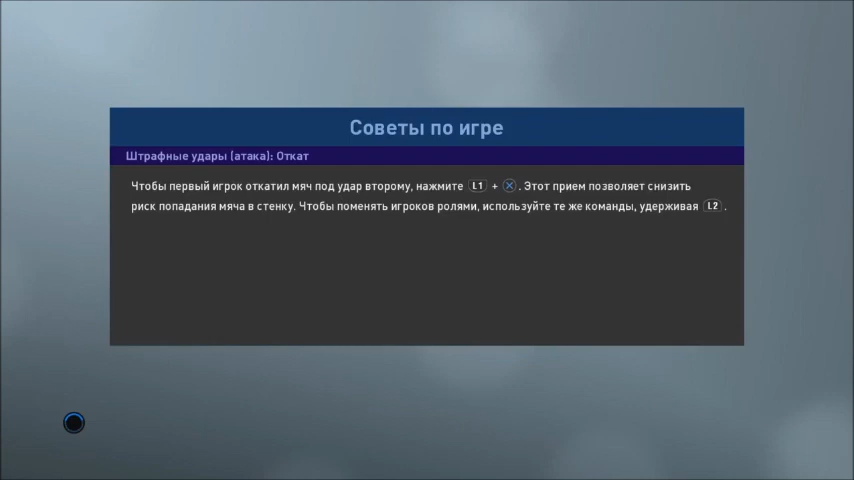 Советы по игре
Штрафные удары (атака): Откат
Чтобы первый игрок откатил мяч под удар второму, нажмите L1 + X. Этот прием позволяет снизить
риск попадания мяча в стенку. Чтобы поменять игроков ролями, используйте те же команды, удерживая L2.